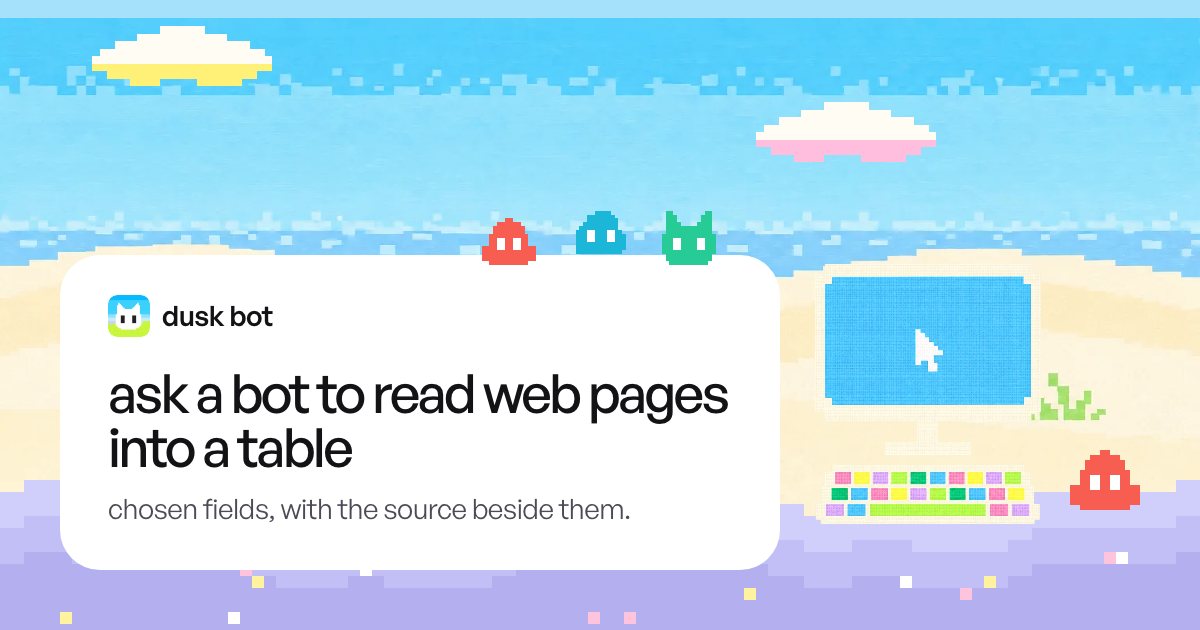 dusk bot
ask a bot to read web pages
into a table
chosen fields, with the source beside them.